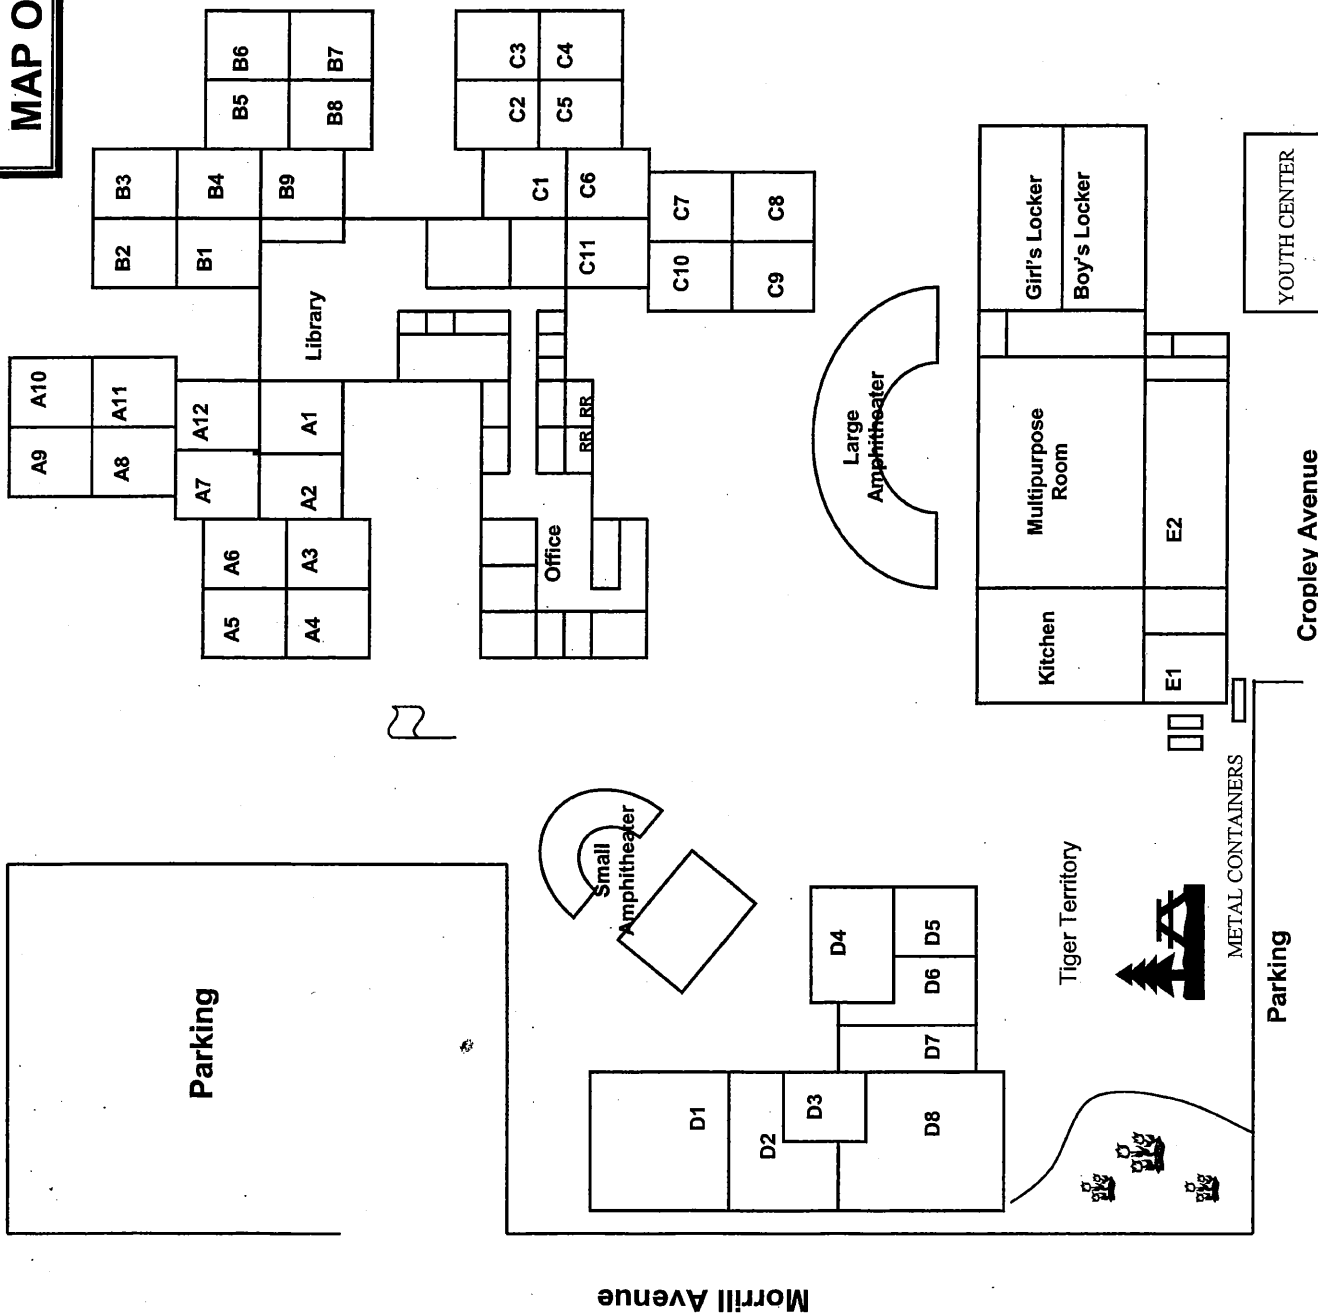 MAP O
B6
B7
B5
B8
C3
C4
C2
C5
B3
B4
B9
B2
B1
C1
C6
C11
C7
C8
C10
C9
Library
A10
A11
A9
A8
A12
A7
A1
A2
A6
A3
A5
A4
RR
RR
Office
Large
Amphitheater
Girl's Locker
Boy's Locker
YOUTH CENTER
Multipurpose
Room
Kitchen
E2
E1
Cropley Avenue
Small
Amphitheater
Parking
D4
D5
D6
D7
D1
D2
D3
D8
Tiger Territory
METAL CONTAINERS
Parking
Morrill Avenue